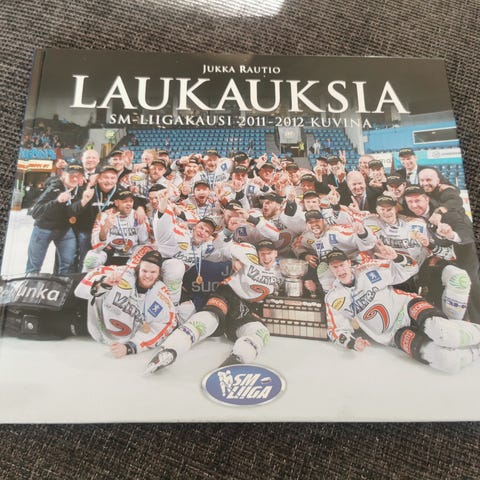 JUKKA RAUTIO
LAUKAUKSIA
SM-LIIGAKAUSI 2011-2012 KUVINA
SM
LIIGA